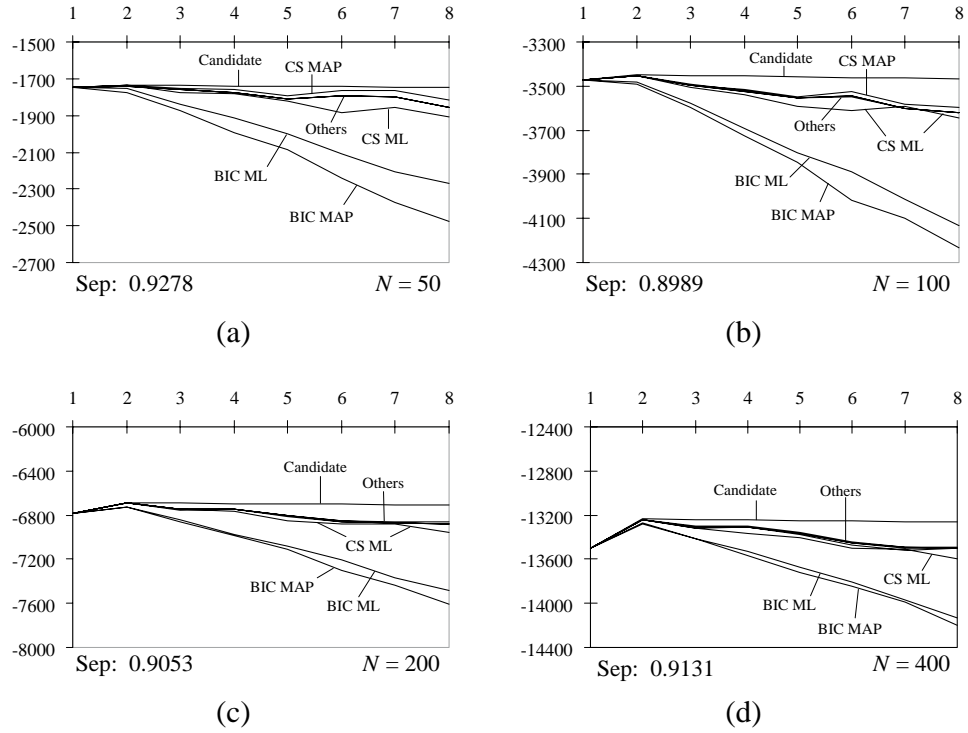 1 2 3 4 5 6 7 8
-1500
-1700
-1900
-2100
-2300
-2500
-2700
Candidate
CS MAP
Others
CS ML
BIC ML
BIC MAP
Sep: 0.9278
N = 50
(a)
1 2 3 4 5 6 7 8
-3300
-3500
-3700
-3900
-4100
-4300
Candidate
CS MAP
Others
CS ML
BIC ML
BIC MAP
Sep: 0.8989
N = 100
(b)
1 2 3 4 5 6 7 8
-6000
-6400
-6800
-7200
-7600
-8000
Candidate
Others
CS ML
BIC MAP
BIC ML
Sep: 0.9053
N = 200
(c)
1 2 3 4 5 6 7 8
-12400
-12800
-13200
-13600
-14000
-14400
Candidate
Others
CS ML
BIC ML
BIC MAP
Sep: 0.9131
N = 400
(d)